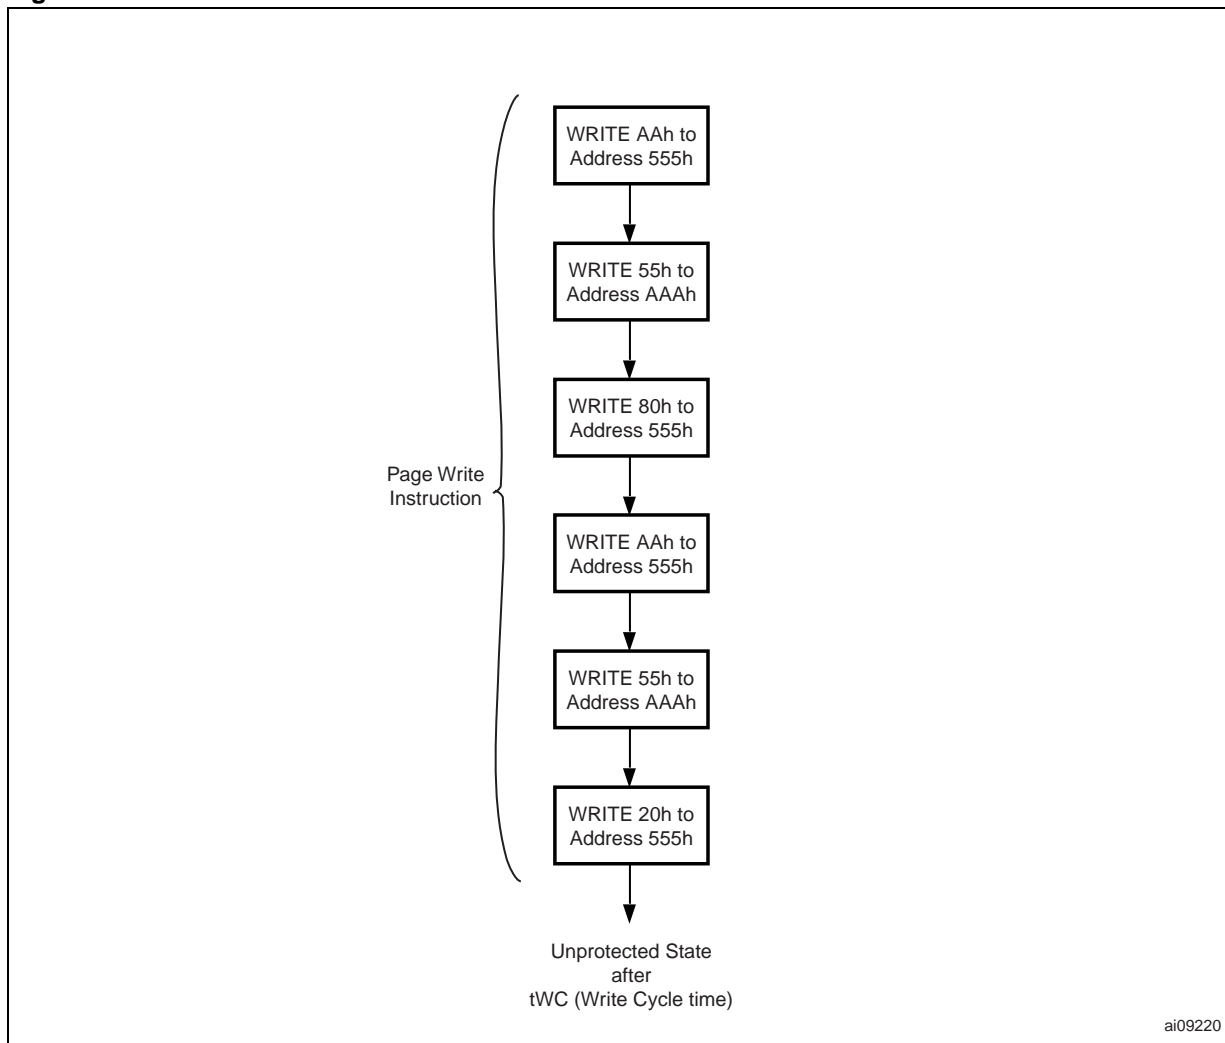 WRITE AAh to
Address 555h
WRITE 55h to
Address AAAh
WRITE 80h to
Address 555h
Page Write
Instruction
WRITE AAh to
Address 555h
WRITE 55h to
Address AAAh
WRITE 20h to
Address 555h
Unprotected State
after
tWC (Write Cycle time)
ai09220